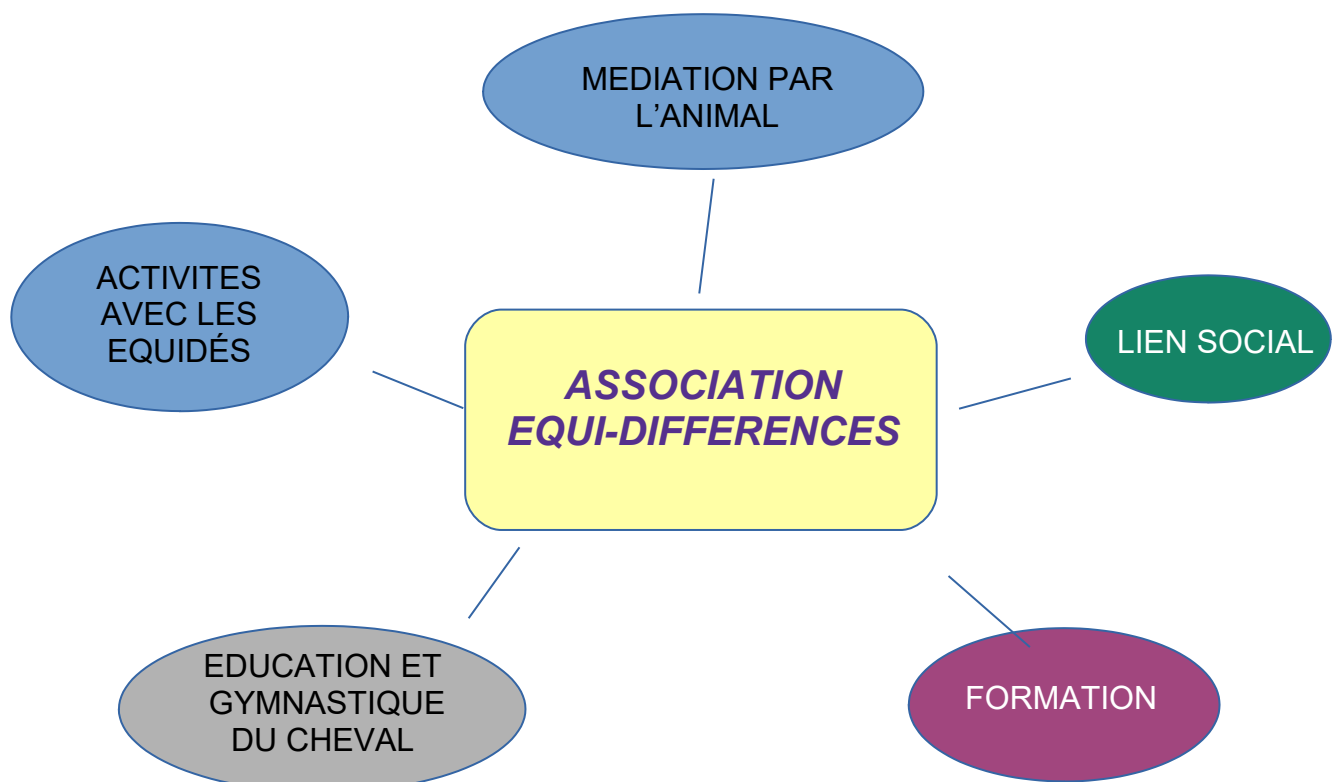 MEDIATION PAR
L’ANIMAL
ACTIVITES
AVEC LES
EQUIDÉS
LIEN SOCIAL
ASSOCIATION
EQUI-DIFFERENCES
EDUCATION ET
GYMNASTIQUE
DU CHEVAL
FORMATION